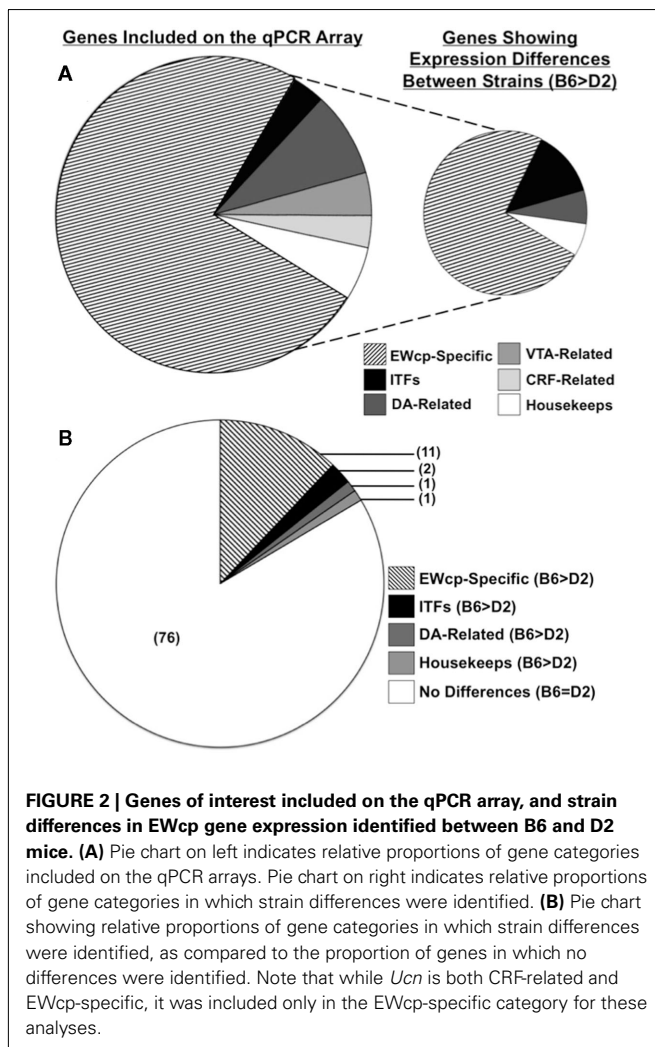 Genes Included on the qPCR Array
Genes Showing
Expression Differences
Between Strains (B6>D2)
A
EWcp-Specific
ITFs
DA-Related
VTA-Related
CRF-Related
Housekeeps
B
(11)
(2)
(1)
(1)
(76)
EWcp-Specific (B6>D2)
ITFs (B6>D2)
DA-Related (B6>D2)
Housekeeps (B6>D2)
No Differences (B6=D2)
FIGURE 2 | Genes of interest included on the qPCR array, and strain
differences in EWcp gene expression identified between B6 and D2
mice. (A) Pie chart on left indicates relative proportions of gene categories
included on the qPCR arrays. Pie chart on right indicates relative proportions
of gene categories in which strain differences were identified. (B) Pie chart
showing relative proportions of gene categories in which strain differences
were identified, as compared to the proportion of genes in which no
differences were identified. Note that while Ucn is both CRF-related and
EWcp-specific, it was included only in the EWcp-specific category for these
analyses.